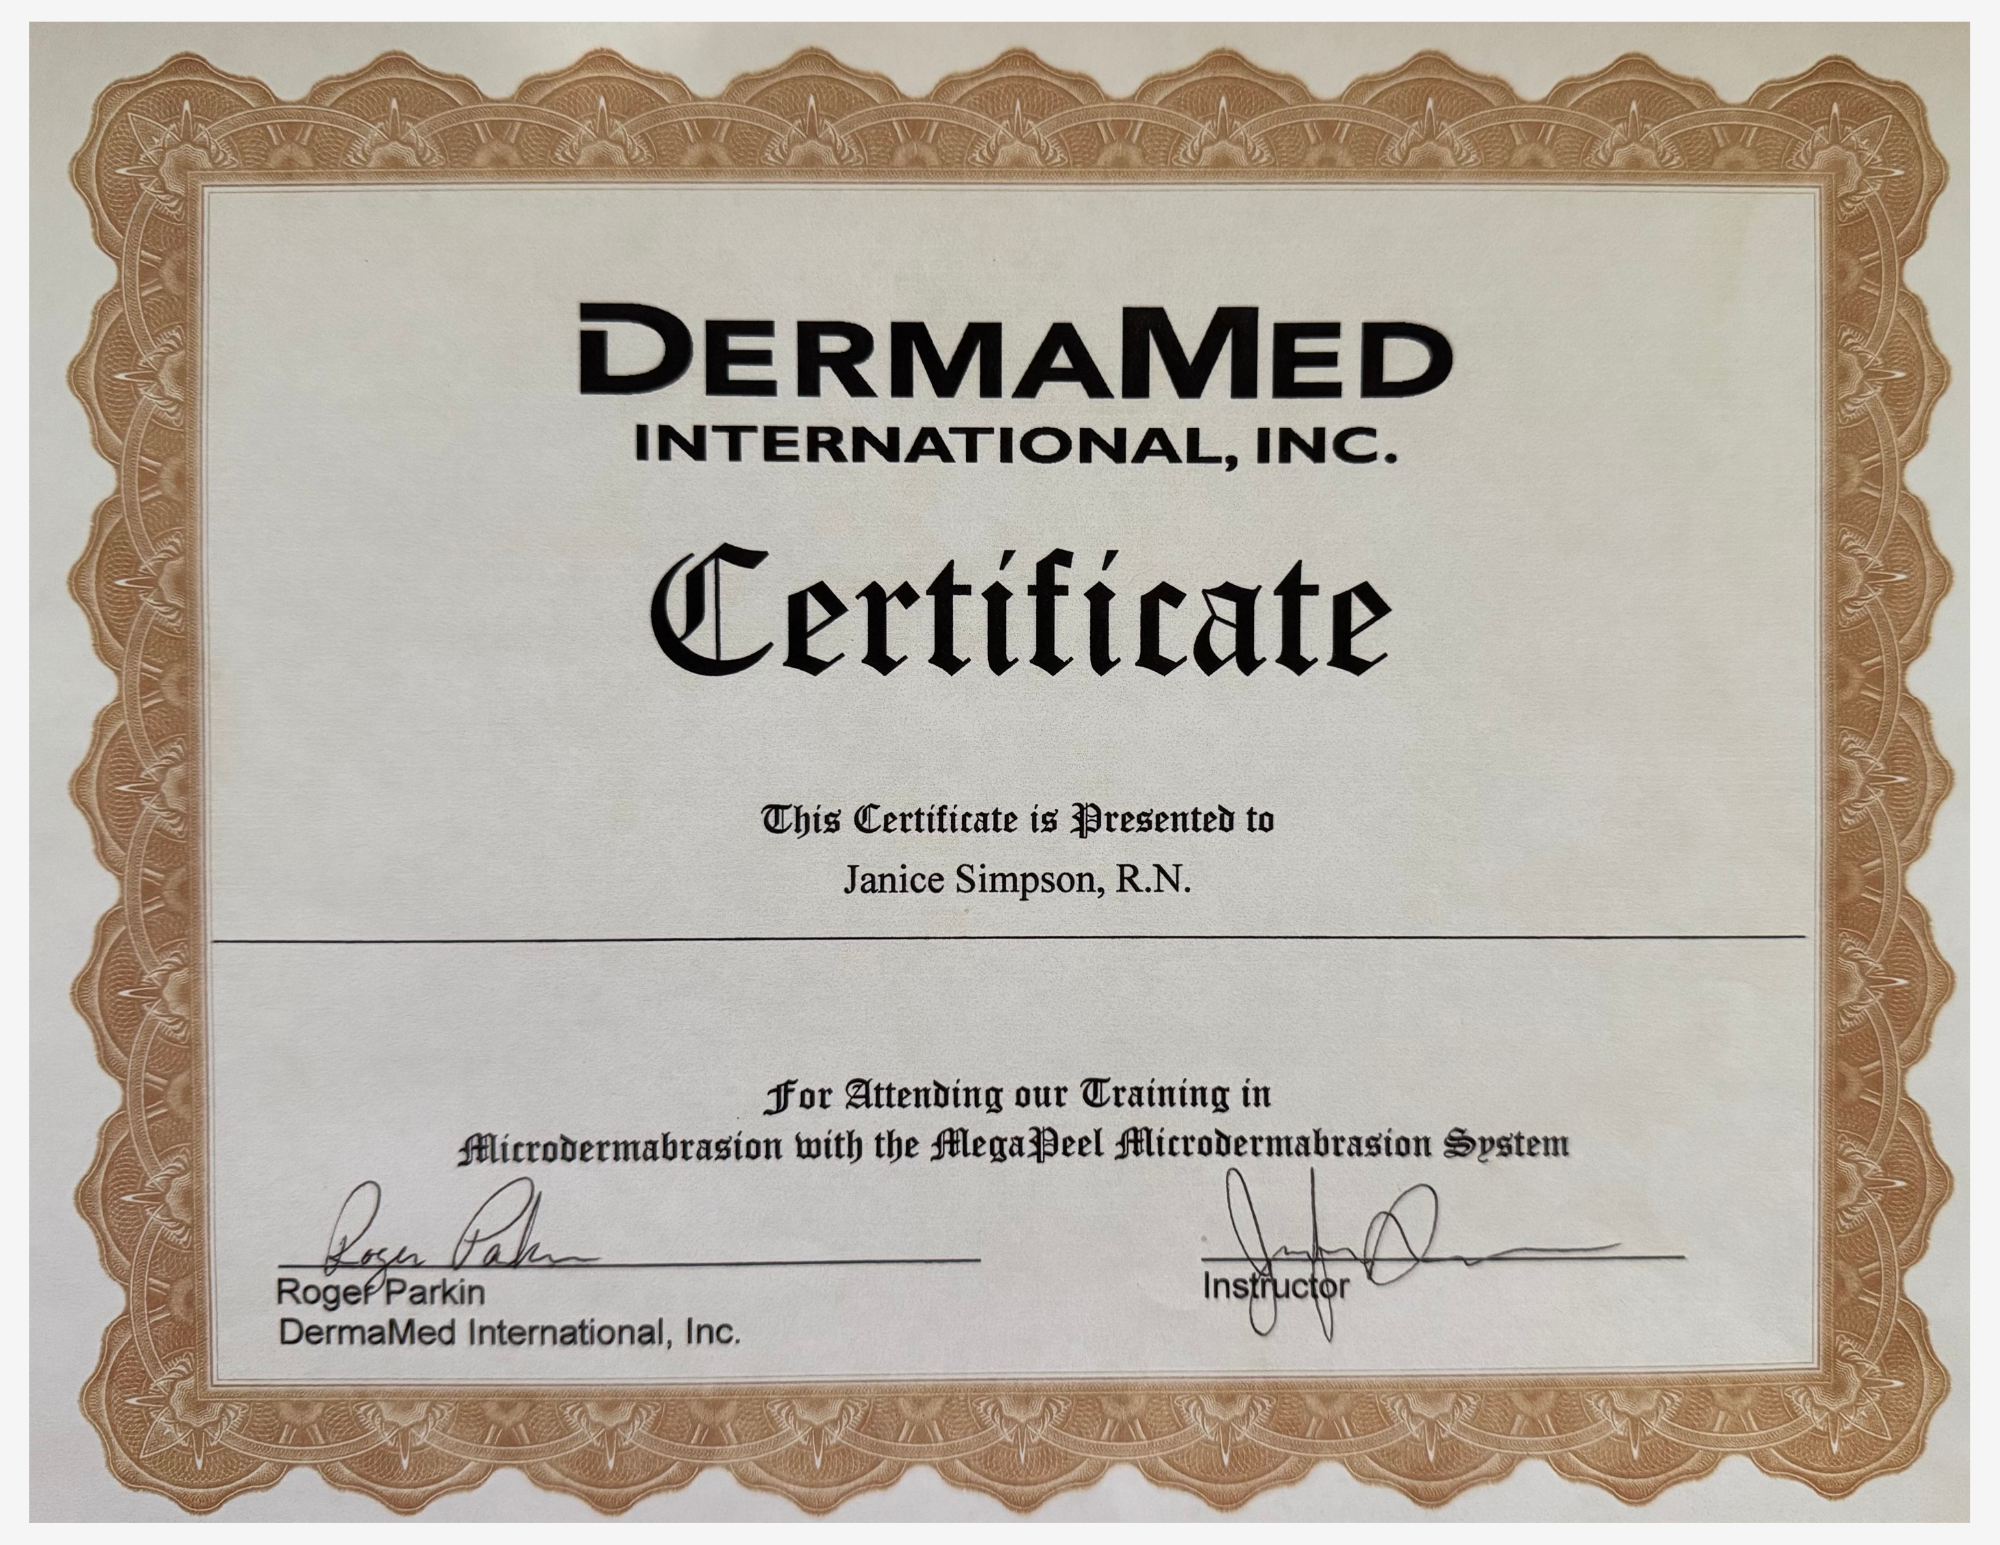 DERMAMED
INTERNATIONAL, INC.
Certificate
This Certificate is Presented to
Janice Simpson, R.N.
For Attending our Training in
Microdermabrasion with the MegaPeel Microdermabrasion System
Roger Parkin
Roger Parkin
DermaMed International, Inc.
Instructor